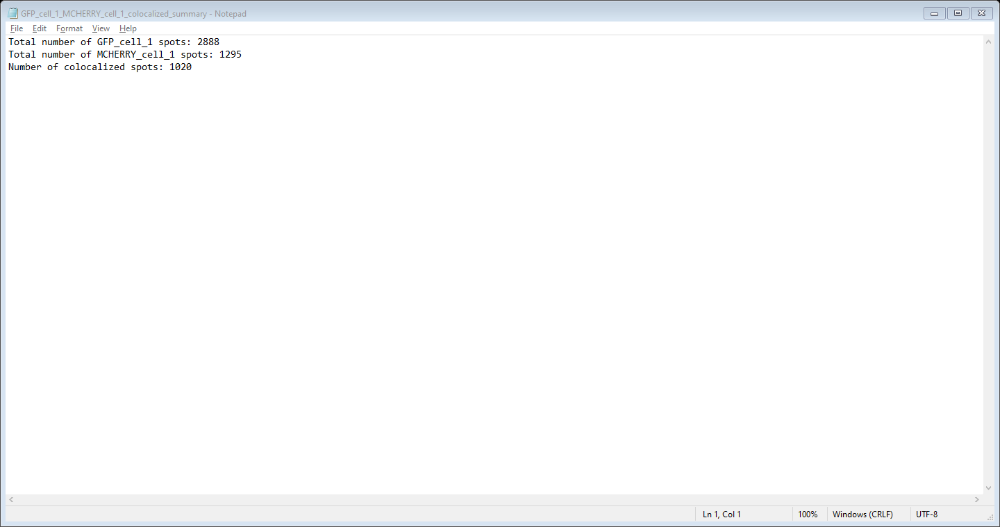 GFP_cell_1_MCHERRY_cell_1_colocalized_summary - Notepad
File Edit Format View Help
Total number of GFP_cell_1 spots: 2888
Total number of MCHERRY_cell_1 spots: 1295
Number of colocalized spots: 1020
Ln 1, Col 1 100% Windows (CRLF) UTF-8